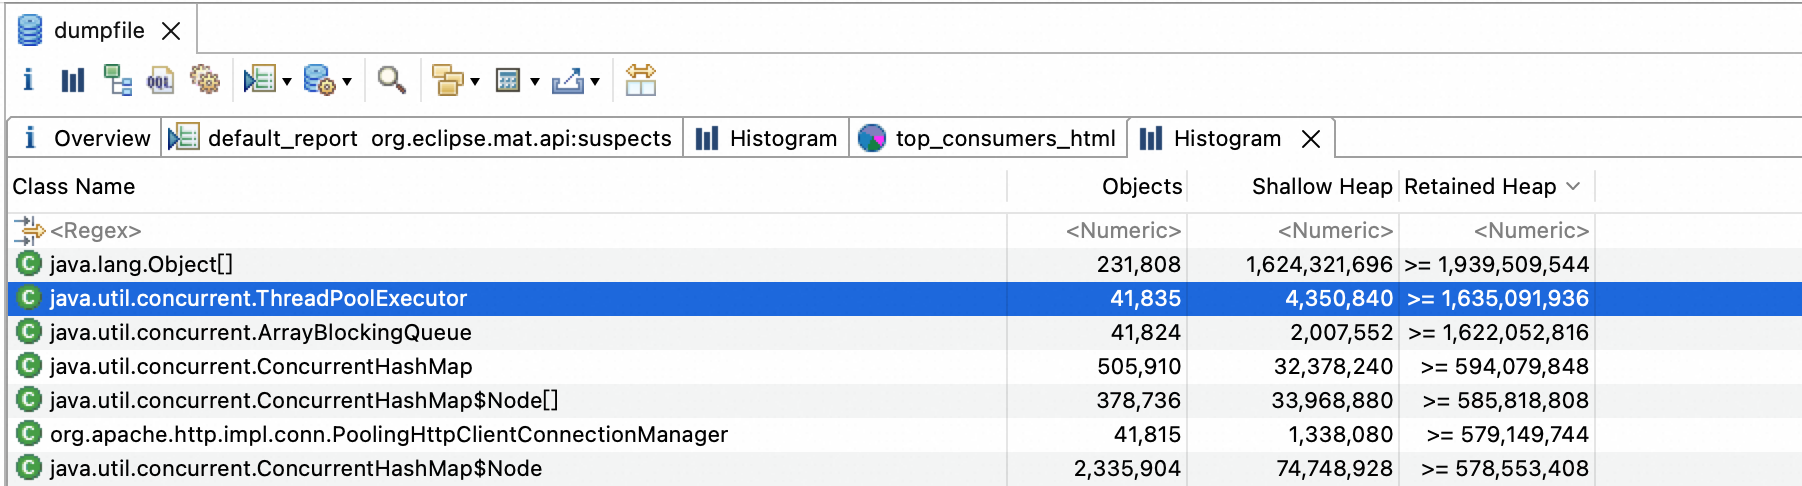 dumpfile
OQL
Overview default_report org.eclipse.mat.api:suspects Histogram top_consumers_html Histogram
Class Name Objects Shallow Heap Retained Heap
<Regex> <Numeric> <Numeric> <Numeric>
java.lang.Object[] 231,808 1,624,321,696 >= 1,939,509,544
java.util.concurrent.ThreadPoolExecutor 41,835 4,350,840 >= 1,635,091,936
java.util.concurrent.ArrayBlockingQueue 41,824 2,007,552 >= 1,622,052,816
java.util.concurrent.ConcurrentHashMap 505,910 32,378,240 >= 594,079,848
java.util.concurrent.ConcurrentHashMap$Node[] 378,736 33,968,880 >= 585,818,808
org.apache.http.impl.conn.PoolingHttpClientConnectionManager 41,815 1,338,080 >= 579,149,744
java.util.concurrent.ConcurrentHashMap$Node 2,335,904 74,748,928 >= 578,553,408